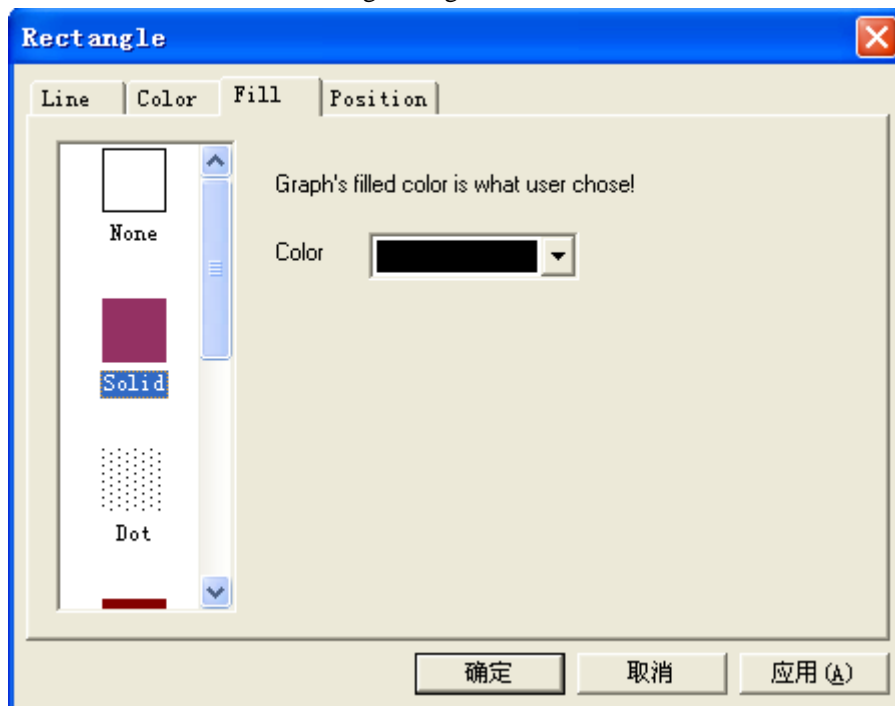 Rectangle
Line Color Fill Position
None
Graph's filled color is what user chose!
Color
Solid
Dot
确定 取消 应用(A)